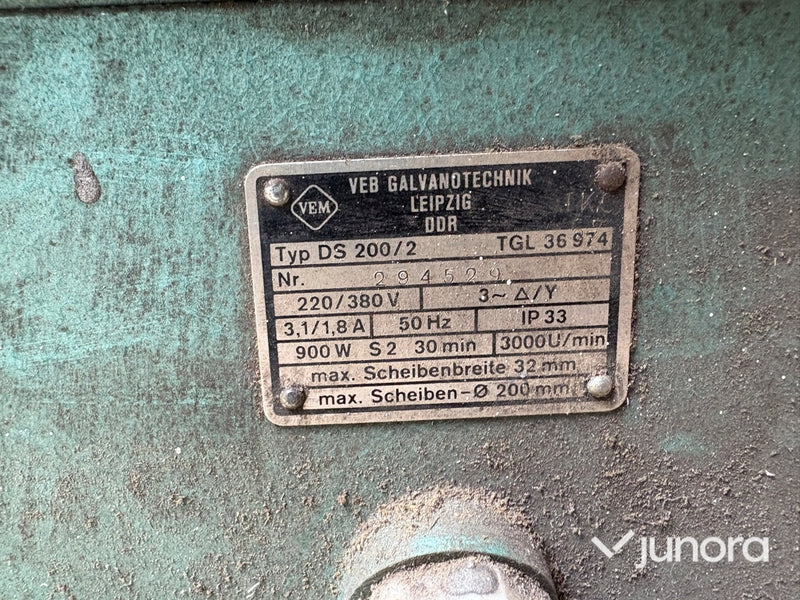 VEM
VEB GALVANOTECHNIK
LEIPZIG
DDR
Typ DS 200/2 TGL 36 974
Nr. 294529
220/380 V 3~ Δ/Y
3,1/1,8 A 50 Hz IP 33
900 W S2 30 min 3000U/min
max. Scheibenbreite 32 mm
max. Scheiben-Ø 200 mm
junora